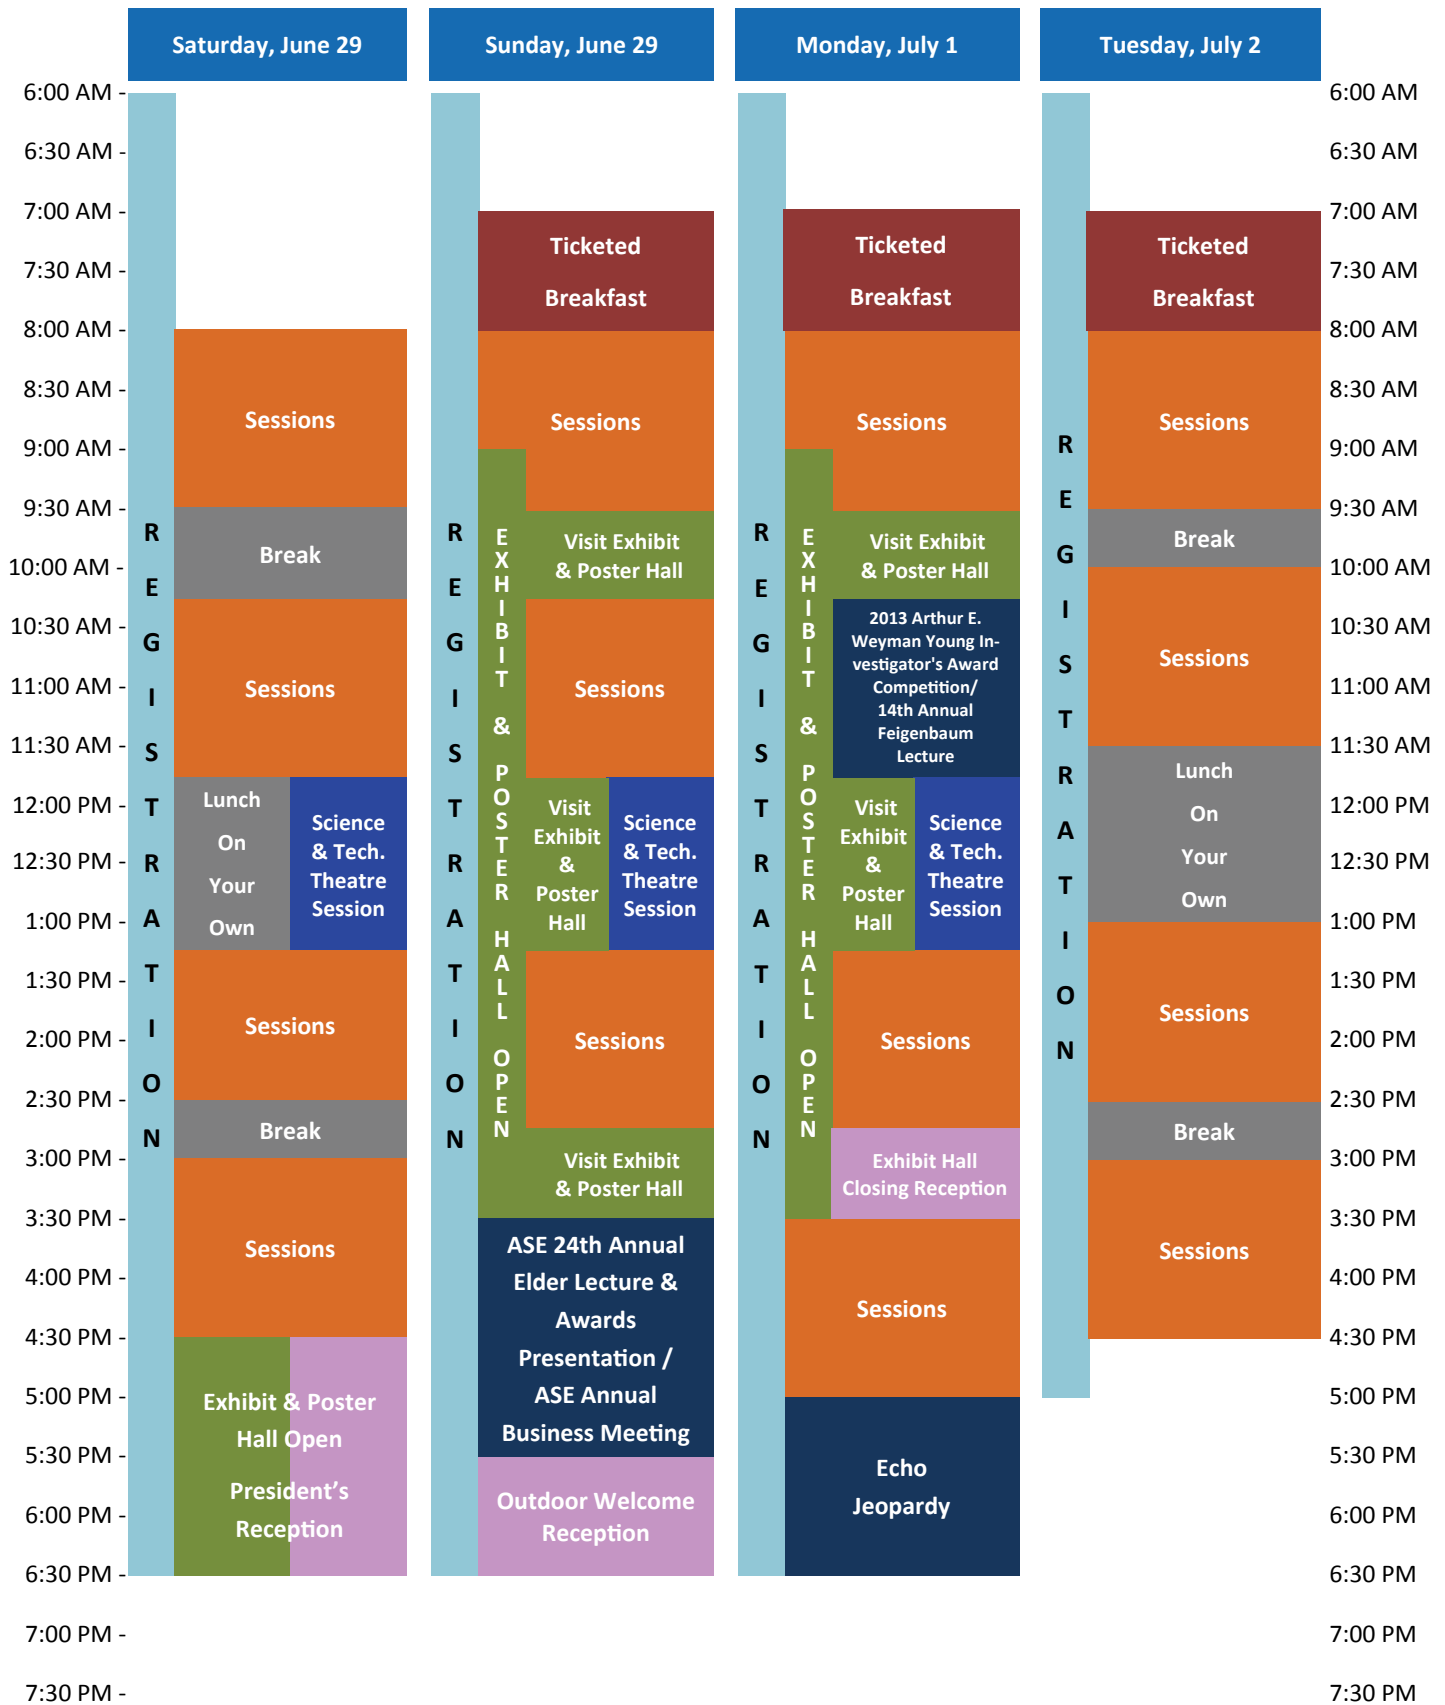 Saturday, June 29
Sunday, June 29
Monday, July 1
Tuesday, July 2
6:00 AM -
6:30 AM -
7:00 AM -
7:30 AM -
8:00 AM -
8:30 AM -
9:00 AM -
9:30 AM -
10:00 AM -
10:30 AM -
11:00 AM -
11:30 AM -
12:00 PM -
12:30 PM -
1:00 PM -
1:30 PM -
2:00 PM -
2:30 PM -
3:00 PM -
3:30 PM -
4:00 PM -
4:30 PM -
5:00 PM -
5:30 PM -
6:00 PM -
6:30 PM -
7:00 PM -
7:30 PM -
REGISTRATION
Sessions
Break
Sessions
Lunch
On
Your
Own
Science
& Tech.
Theatre
Session
Sessions
Break
Sessions
Exhibit & Poster
Hall Open
President’s
Reception
REGISTRATION
Ticketed
Breakfast
Sessions
EXHIBIT & POSTER HALL OPEN
Visit Exhibit
& Poster Hall
Sessions
Visit
Exhibit
&
Poster
Hall
Science
& Tech.
Theatre
Session
Sessions
Visit Exhibit
& Poster Hall
ASE 24th Annual
Elder Lecture &
Awards
Presentation /
ASE Annual
Business Meeting
Outdoor Welcome
Reception
REGISTRATION
Ticketed
Breakfast
Sessions
EXHIBIT & POSTER HALL OPEN
Visit Exhibit
& Poster Hall
2013 Arthur E.
Weyman Young In-
vestigator's Award
Competition/
14th Annual
Feigenbaum
Lecture
Visit
Exhibit
&
Poster
Hall
Science
& Tech.
Theatre
Session
Sessions
Exhibit Hall
Closing Reception
Sessions
Echo
Jeopardy
REGISTRATION
Ticketed
Breakfast
Sessions
Break
Sessions
Lunch
On
Your
Own
Sessions
Break
Sessions
6:00 AM
6:30 AM
7:00 AM
7:30 AM
8:00 AM
8:30 AM
9:00 AM
9:30 AM
10:00 AM
10:30 AM
11:00 AM
11:30 AM
12:00 PM
12:30 PM
1:00 PM
1:30 PM
2:00 PM
2:30 PM
3:00 PM
3:30 PM
4:00 PM
4:30 PM
5:00 PM
5:30 PM
6:00 PM
6:30 PM
7:00 PM
7:30 PM